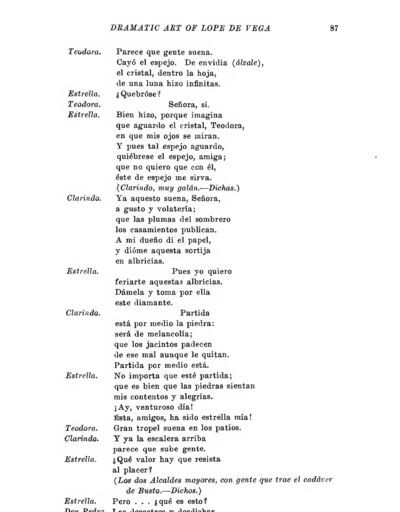 DRAMATIC ART OF LOPE DE VEGA 87
Teodora. Parece que gente suena.
Cayó el espejo. De envidia (álzale),
el cristal, dentro la hoja,
de una luna hizo infinitas.
Estrella. ¿Quebróse?
Teodora. Señora, sí.
Estrella. Bien hizo, porque imagina
que aguardo el cristal, Teodora,
en que mis ojos se miran.
Y pues tal espejo aguardo,
quiébrese el espejo, amiga;
que no quiero que con él,
éste de espejo me sirva.
(Clarindo, muy galán.—Dichas.)
Clarindo. Ya aquesto suena, Señora,
a gusto y volatería;
que las plumas del sombrero
los casamientos publican.
A mi dueño di el papel,
y dióme aquesta sortija
en albricias.
Estrella. Pues yo quiero
feriarte aquestas albricias.
Dámela y toma por ella
este diamante.
Clarindo. Partida
está por medio la piedra:
será de melancolía;
que los jacintos padecen
de ese mal aunque le quitan.
Partida por medio está.
Estrella. No importa que esté partida;
que es bien que las piedras sientan
mis contentos y alegrías.
¡Ay, venturoso día!
Ésta, amigos, ha sido estrella mía!
Teodora. Gran tropel suena en los patios.
Clarindo. Y ya la escalera arriba
parece que sube gente.
Estrella. ¿Qué valor hay que resista
al placer?
(Los dos Alcaldes mayores, con gente que trae el cadáver
de Busto.—Dichos.)
Estrella. Pero . . . ¿qué es esto?
Don Pedro. Los desastres y desdichas